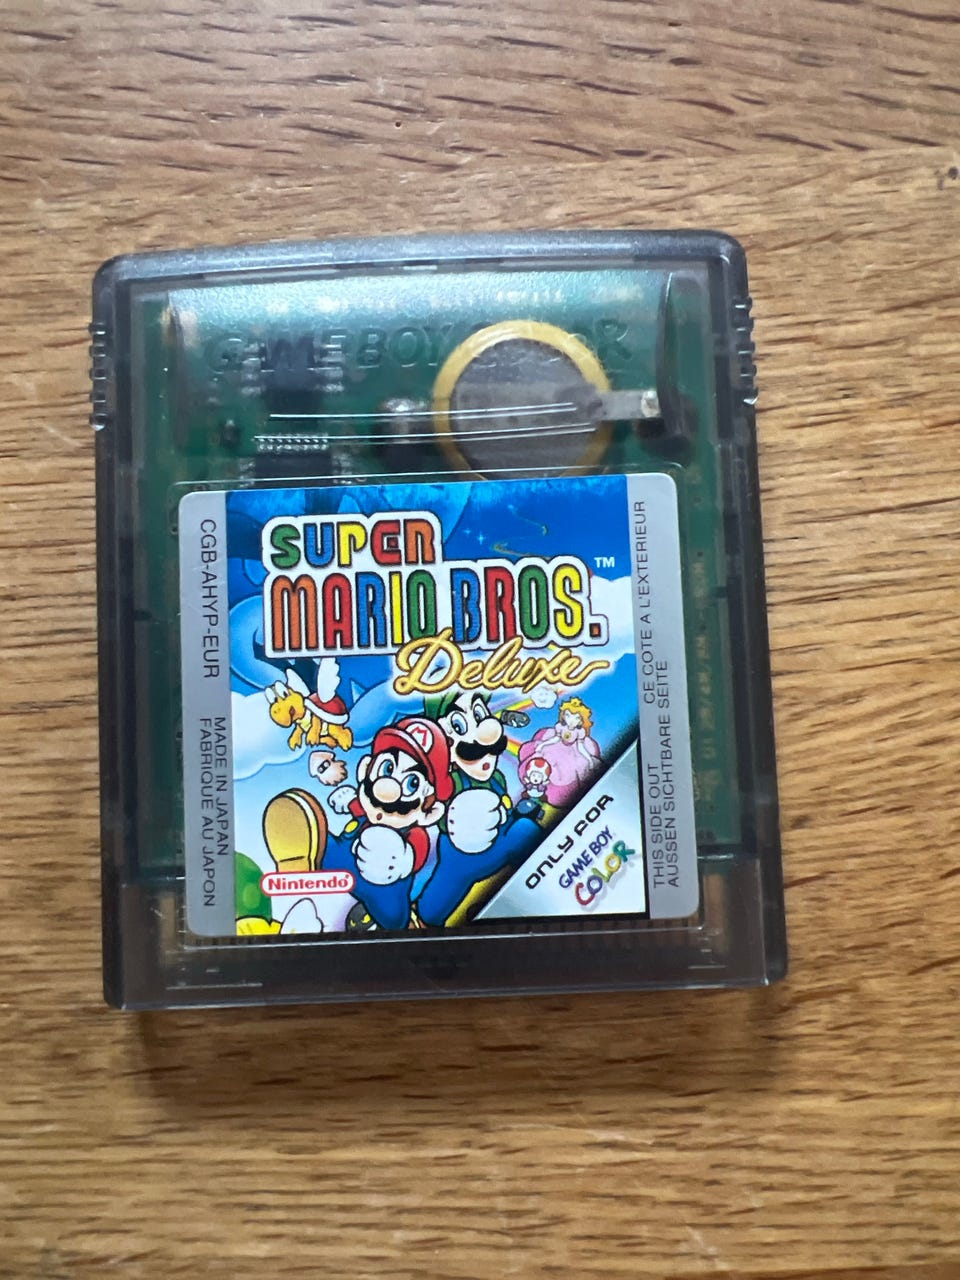 GAME BOY COLOR
SUPER
MARIO BROS.
TM
Deluxe
CGB-AHYP-EUR
MADE IN JAPAN
FABRIQUE AU JAPON
M
Nintendo®
ONLY FOR
GAME BOY
COLOR
THIS SIDE OUT CE COTE A L'EXTERIEUR
AUSSEN SICHTBARE SEITE